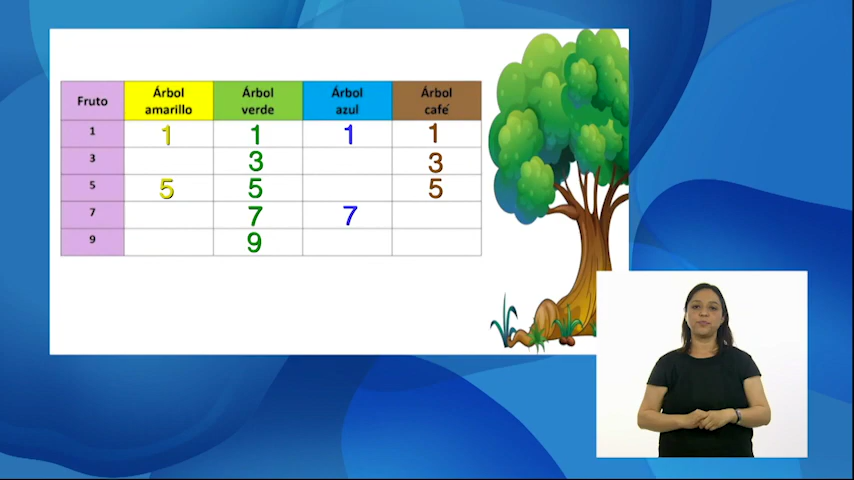 Fruto Árbol amarillo Árbol verde Árbol azul Árbol café
1 1 1 1 1
3 3 3
5 5 5 5
7 7 7
9 9